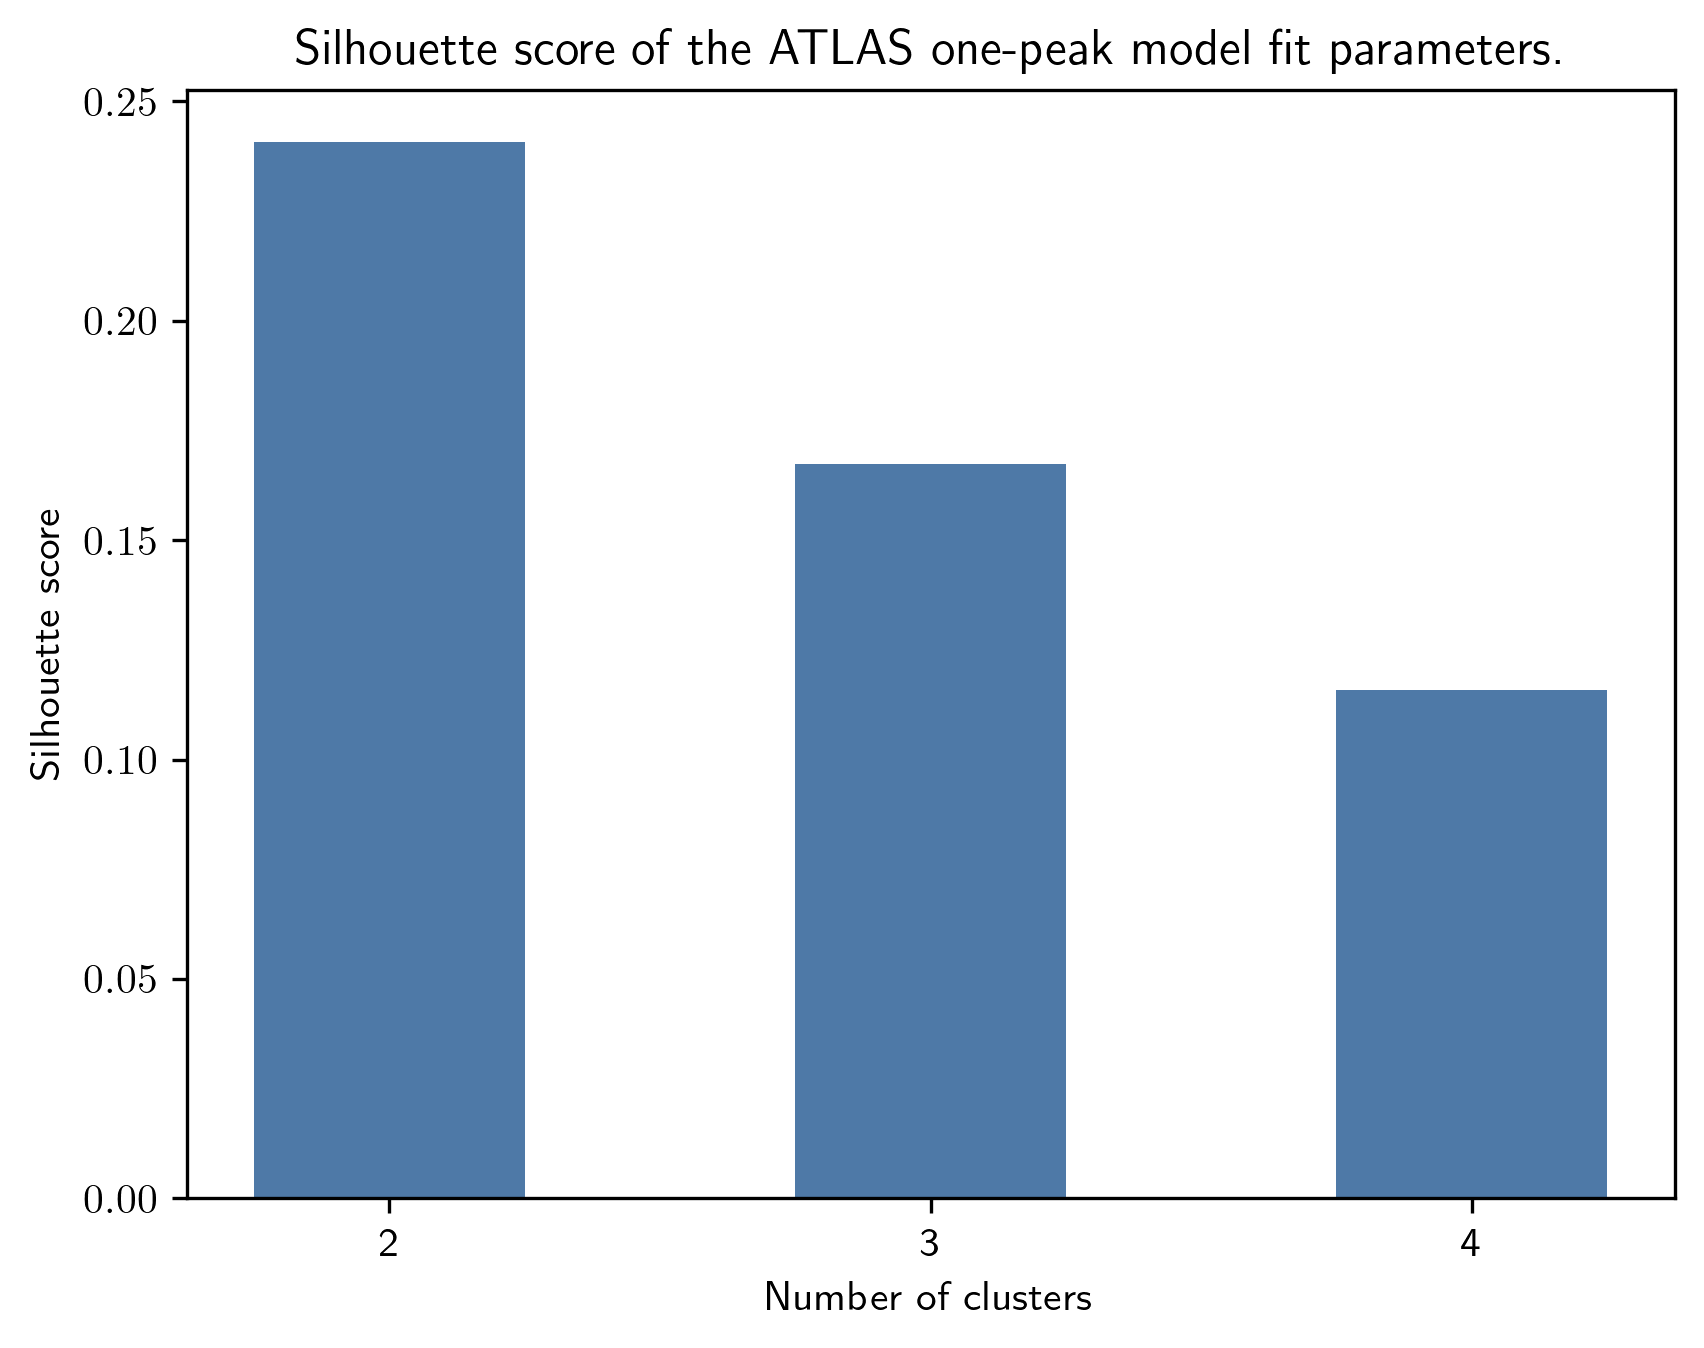 Silhouette score of the ATLAS one-peak model fit parameters.
0.25
0.20
0.15
0.10
0.05
0.00
Silhouette score
2 3 4
Number of clusters